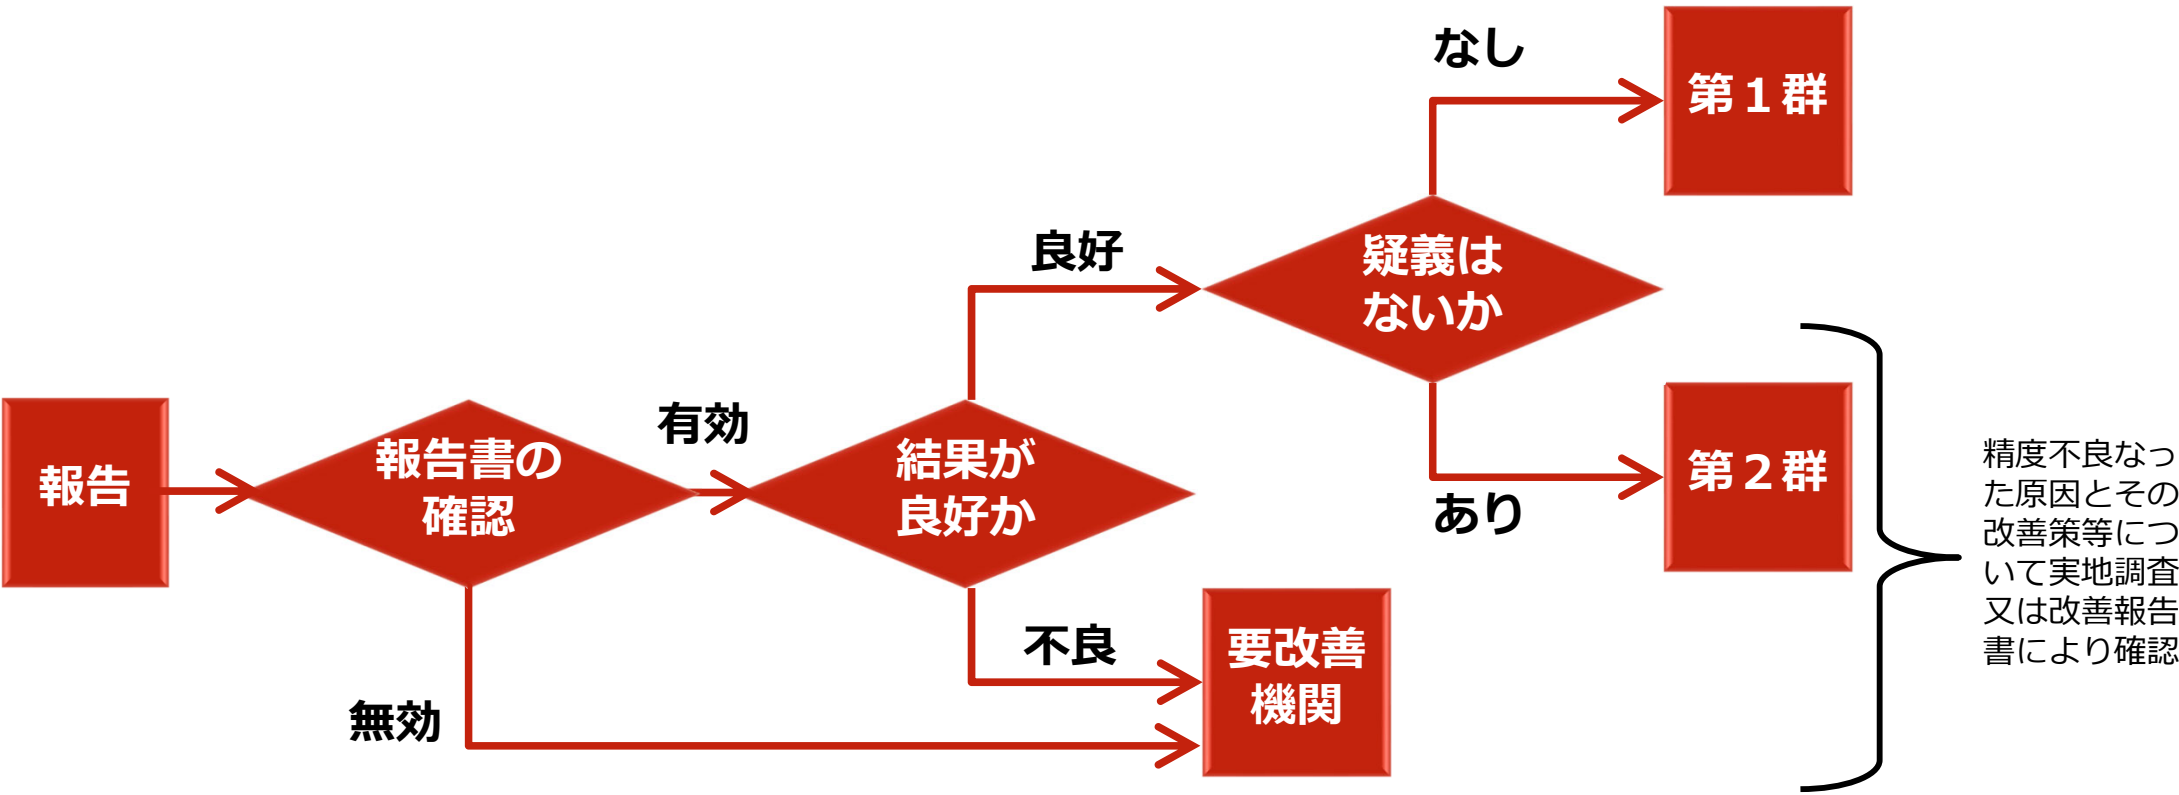 報告
報告書の
確認
有効
無効
結果が
良好か
良好
不良
疑義は
ないか
なし
あり
第１群
第２群
要改善
機関
精度不良なっ
た原因とその
改善策等につ
いて実地調査
又は改善報告
書により確認